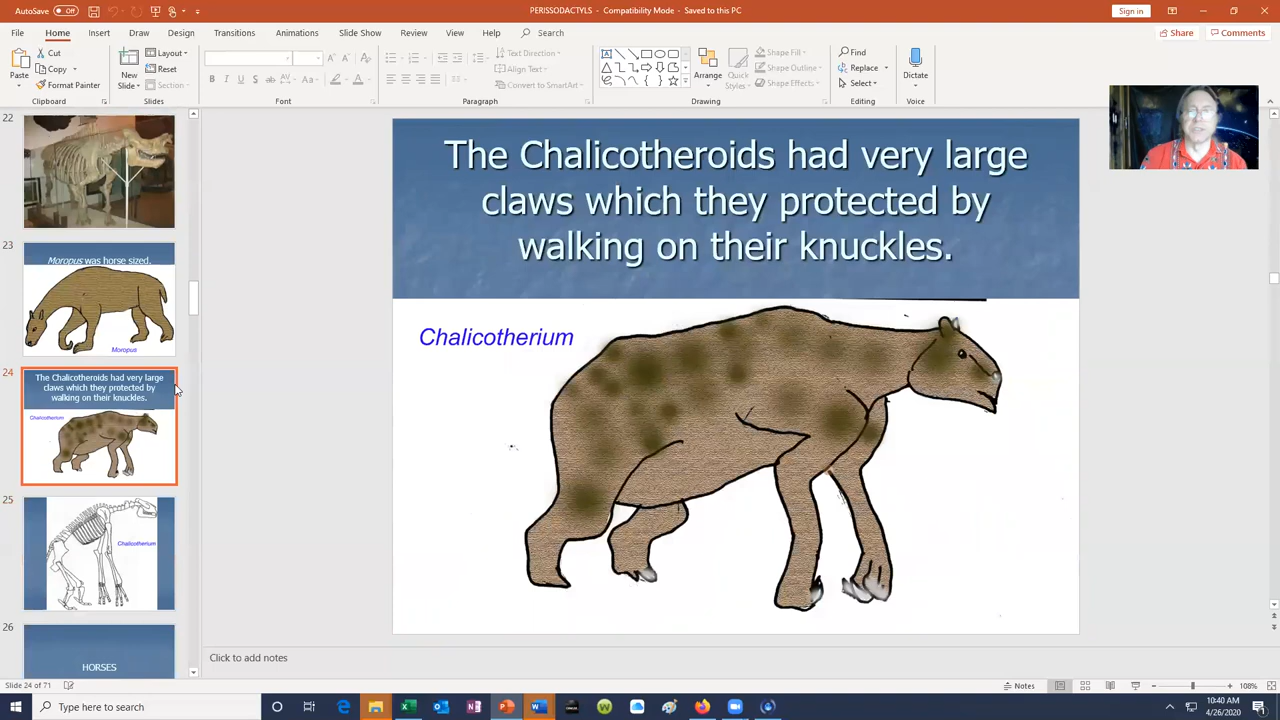 AutoSave
Off
PERISSODACTYLS - Compatibility Mode - Saved to this PC
Sign in
File
Home
Insert
Draw
Design
Transitions
Animations
Slide Show
Review
View
Help
Search
Share
Comments
Paste
Cut
Copy
Format Painter
Clipboard
New
Slide
Layout
Reset
Section
Slides
B I U S ab AV Aa A
Font
Text Direction
Align Text
Convert to SmartArt
Paragraph
Arrange
Quick
Styles
Shape Fill
Shape Outline
Shape Effects
Drawing
Find
Replace
Select
Editing
Dictate
Voice
22
23
Moropus was horse sized.
Moropus
24
The Chalicotheroids had very large
claws which they protected by
walking on their knuckles.
Chalicotherium
25
Chalicotherium
26
HORSES
The Chalicotheroids had very large
claws which they protected by
walking on their knuckles.
Chalicotherium
Click to add notes
Slide 24 of 71
Notes
108%
Type here to search
10:40 AM
4/26/2020